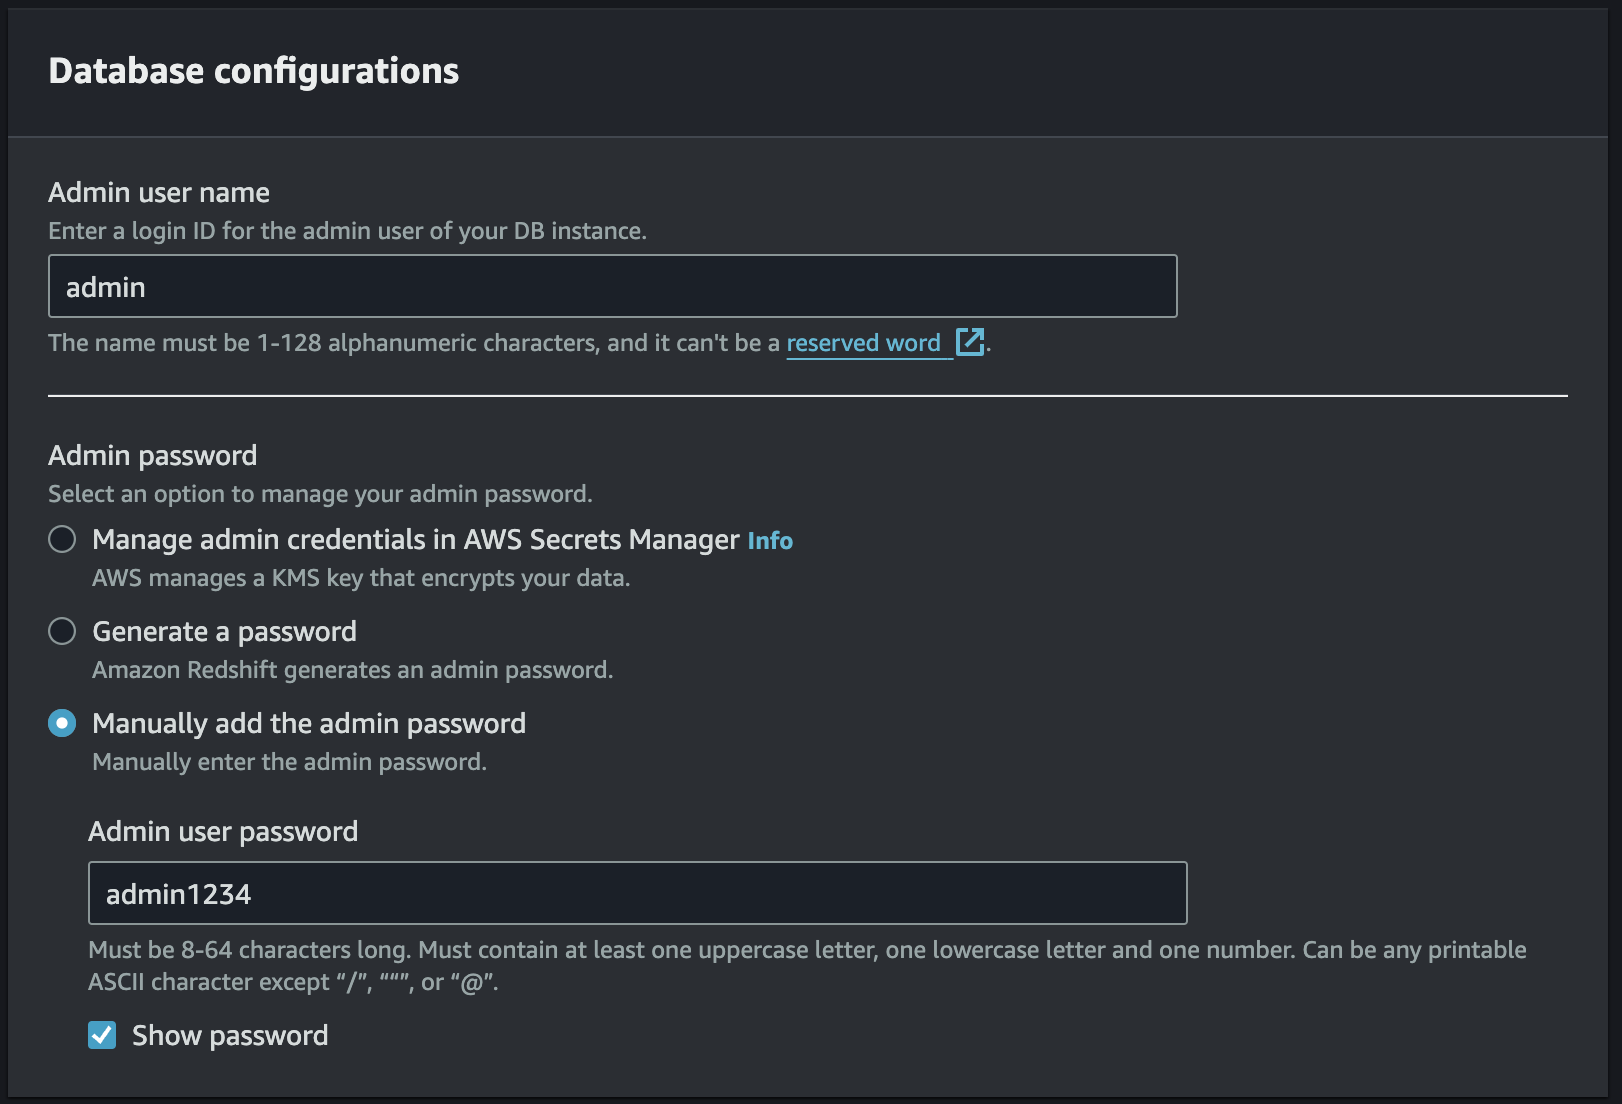 Database configurations
Admin user name
Enter a login ID for the admin user of your DB instance.
admin
The name must be 1-128 alphanumeric characters, and it can't be a reserved word .
Admin password
Select an option to manage your admin password.
Manage admin credentials in AWS Secrets Manager Info
AWS manages a KMS key that encrypts your data.
Generate a password
Amazon Redshift generates an admin password.
Manually add the admin password
Manually enter the admin password.
Admin user password
admin1234
Must be 8-64 characters long. Must contain at least one uppercase letter, one lowercase letter and one number. Can be any printable
ASCII character except “/”, “““”, or “@”.
Show password